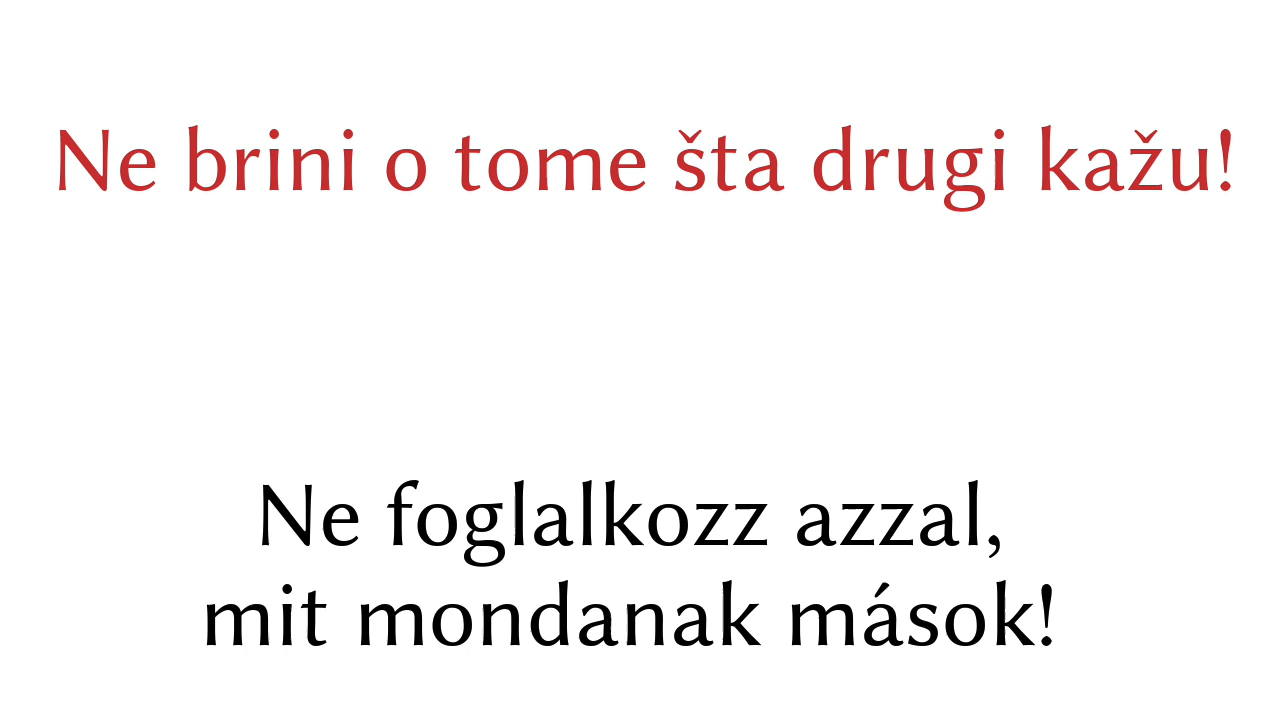 Ne brini o tome šta drugi kažu!
Ne foglalkozz azzal,
mit mondanak mások!